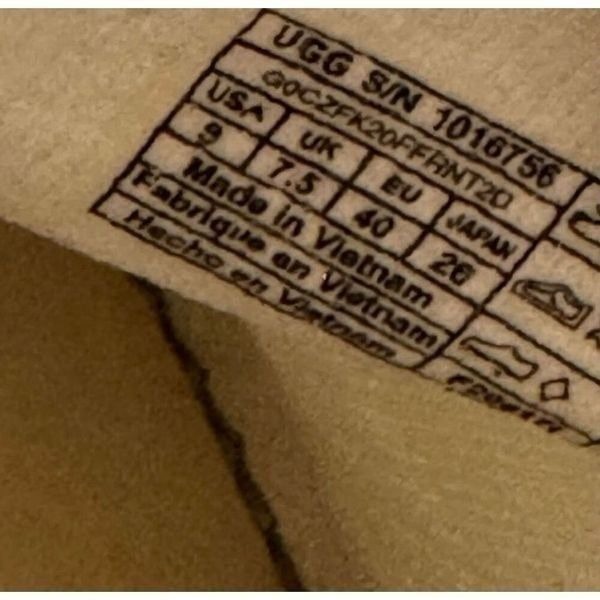 UGG S/N 1016756
USA UK EU JAPAN
9 7.5 40 26
Made in Vietnam
Fabrique en Vietnam
Hecho en Vietnam